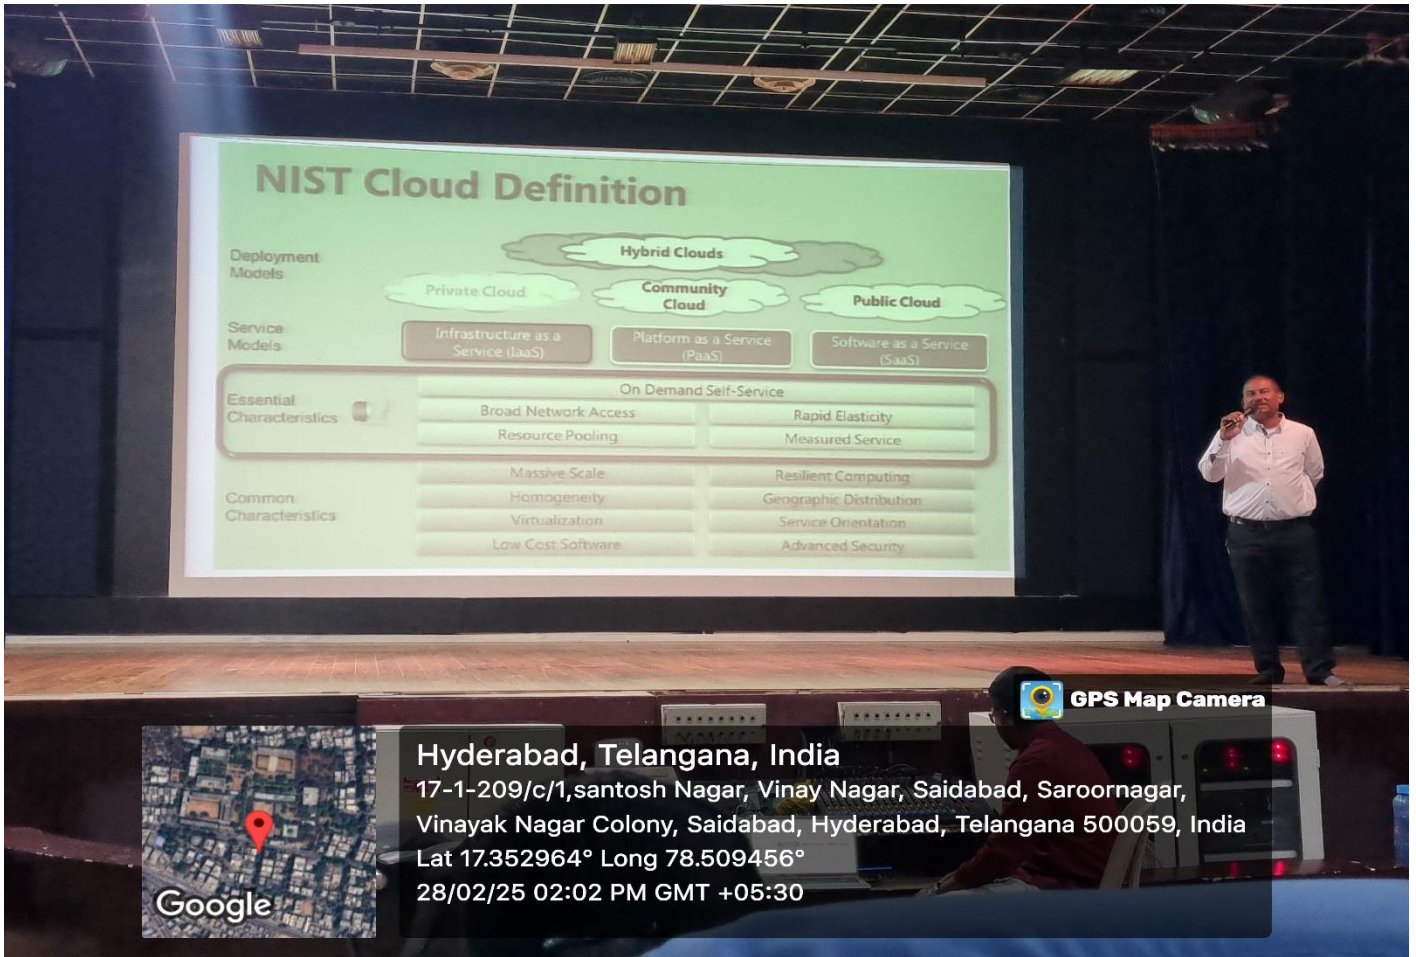 NIST Cloud Definition
Deployment
Models
Hybrid Clouds
Private Cloud
Community
Cloud
Public Cloud
Service
Models
Infrastructure as a
Service (IaaS)
Platform as a Service
(PaaS)
Software as a Service
(SaaS)
Essential
Characteristics
On Demand Self-Service
Broad Network Access
Rapid Elasticity
Resource Pooling
Measured Service
Common
Characteristics
Massive Scale
Resilient Computing
Homogeneity
Geographic Distribution
Virtualization
Service Orientation
Low Cost Software
Advanced Security
GPS Map Camera
Hyderabad, Telangana, India
17-1-209/c/1,santosh Nagar, Vinay Nagar, Saidabad, Saroornagar,
Vinayak Nagar Colony, Saidabad, Hyderabad, Telangana 500059, India
Lat 17.352964° Long 78.509456°
28/02/25 02:02 PM GMT +05:30
Google